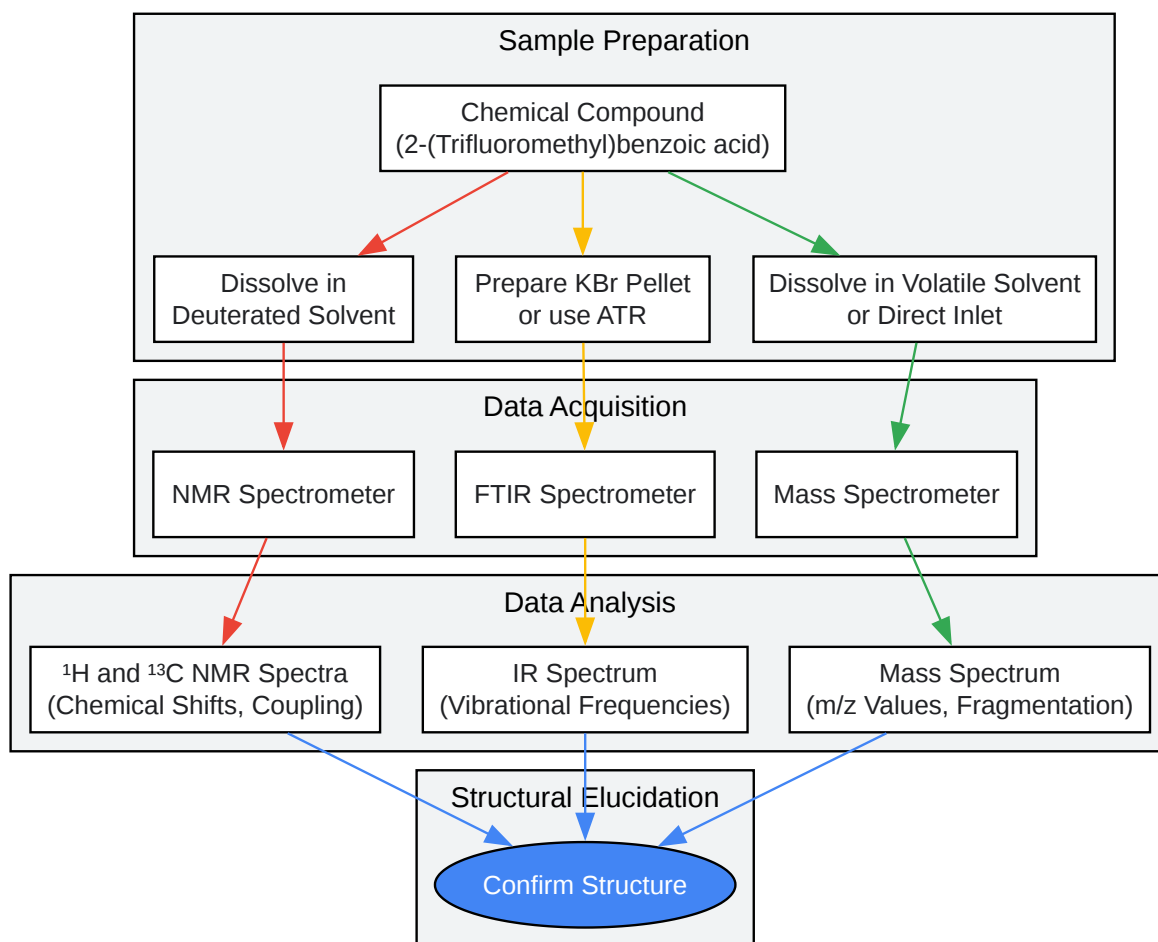 Sample Preparation
Chemical Compound
(2-(Trifluoromethyl)benzoic acid)
Dissolve in
Deuterated Solvent
Prepare KBr Pellet
or use ATR
Dissolve in Volatile Solvent
or Direct Inlet
Data Acquisition
NMR Spectrometer
FTIR Spectrometer
Mass Spectrometer
Data Analysis
¹H and ¹³C NMR Spectra
(Chemical Shifts, Coupling)
IR Spectrum
(Vibrational Frequencies)
Mass Spectrum
(m/z Values, Fragmentation)
Structural Elucidation
Confirm Structure